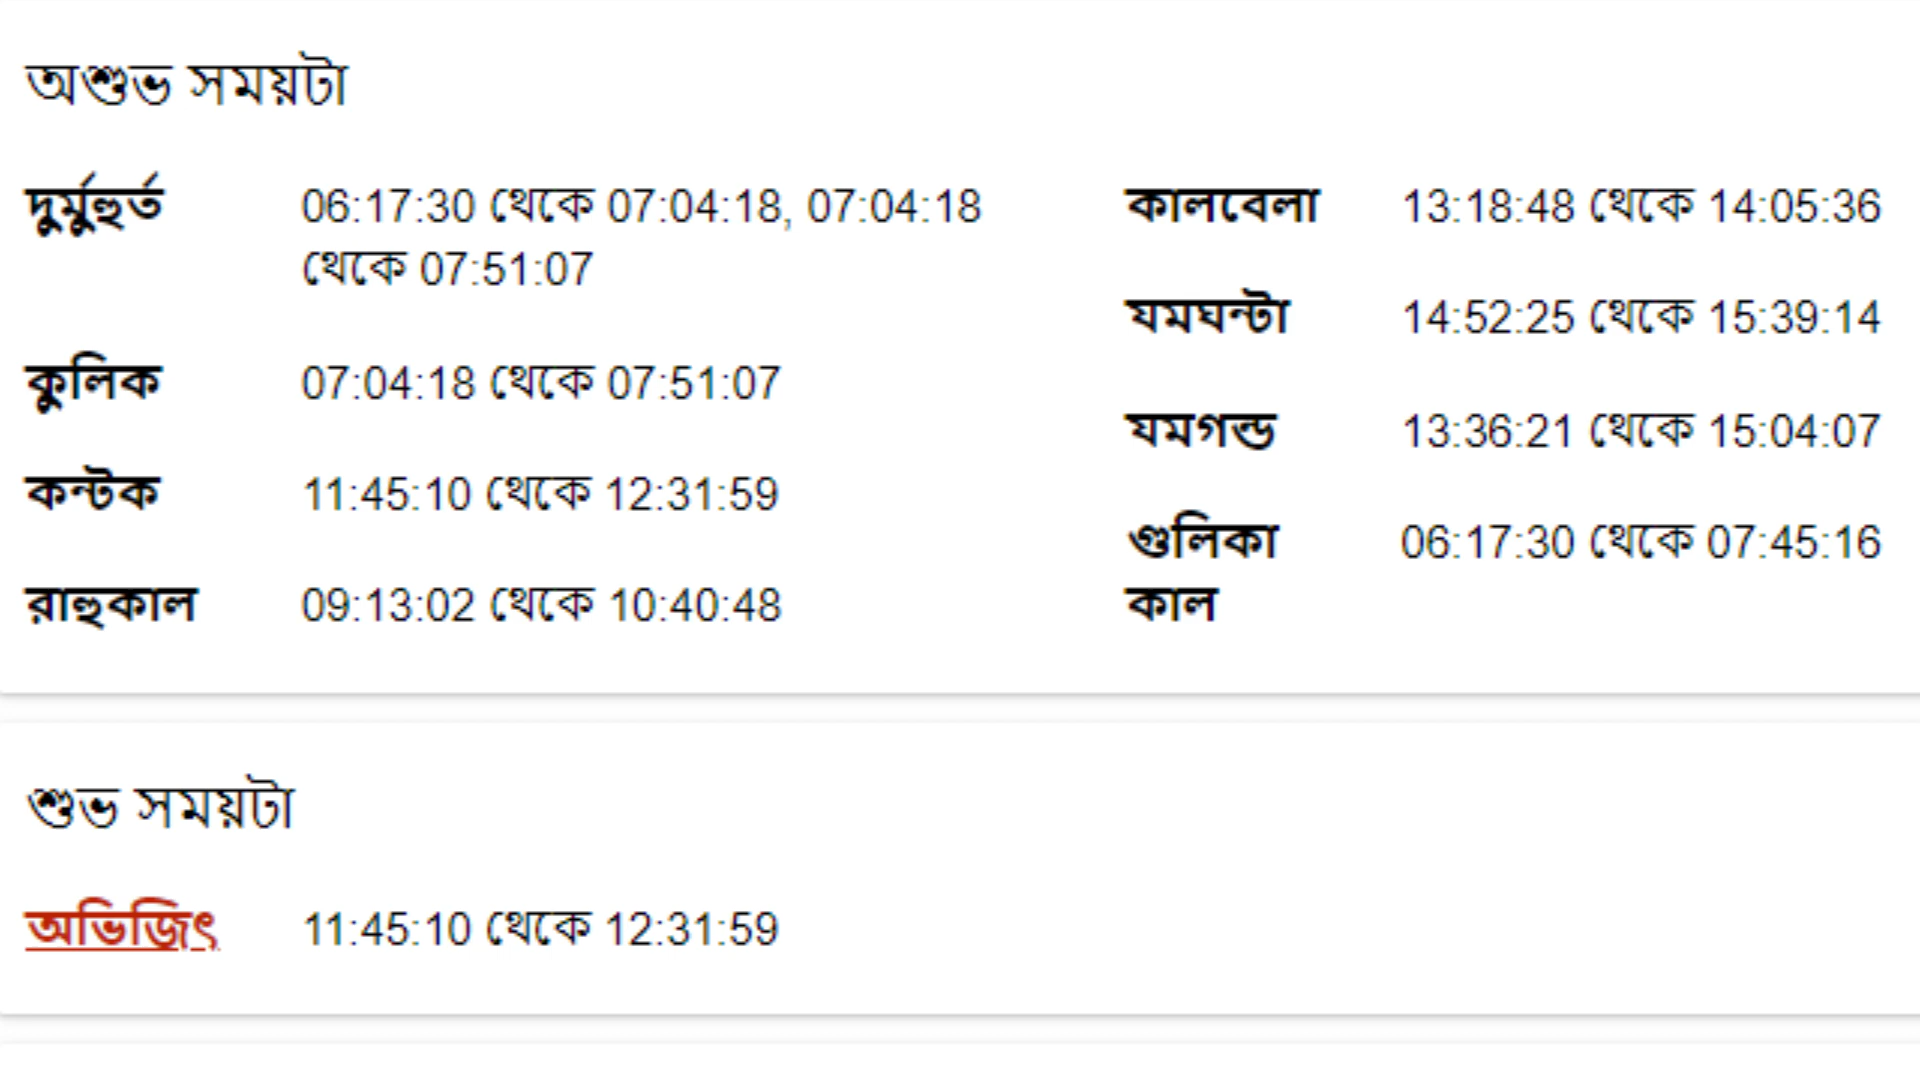 অশুভ সময়টা
দুর্মুহুর্ত 06:17:30 থেকে 07:04:18, 07:04:18
থেকে 07:51:07
কুলিক 07:04:18 থেকে 07:51:07
কন্টক 11:45:10 থেকে 12:31:59
রাহুকাল 09:13:02 থেকে 10:40:48
কালবেলা 13:18:48 থেকে 14:05:36
যমঘন্টা 14:52:25 থেকে 15:39:14
যমগন্ড 13:36:21 থেকে 15:04:07
গুলিকা 06:17:30 থেকে 07:45:16
কাল
শুভ সময়টা
অভিজিৎ 11:45:10 থেকে 12:31:59